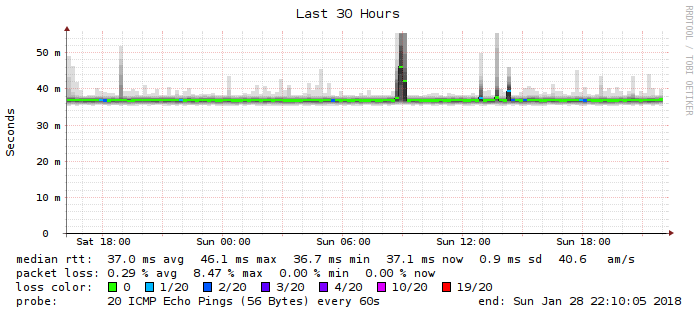 Last 30 Hours
RRDTOOL / TOBI OETIKER
Seconds
50 m
40 m
30 m
20 m
10 m
0
Sat 18:00 Sun 00:00 Sun 06:00 Sun 12:00 Sun 18:00
median rtt: 37.0 ms avg 46.1 ms max 36.7 ms min 37.1 ms now 0.9 ms sd 40.6 am/s
packet loss: 0.29 % avg 8.47 % max 0.00 % min 0.00 % now
loss color: 0 1/20 2/20 3/20 4/20 10/20 19/20
probe: 20 ICMP Echo Pings (56 Bytes) every 60s end: Sun Jan 28 22:10:05 2018